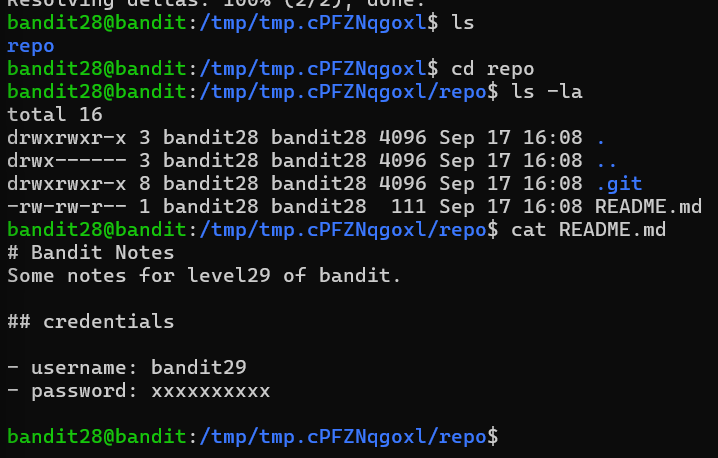 Resolving deltas: 100% (2/2), done.
bandit28@bandit:/tmp/tmp.cPFZNqgoxl$ ls
repo
bandit28@bandit:/tmp/tmp.cPFZNqgoxl$ cd repo
bandit28@bandit:/tmp/tmp.cPFZNqgoxl/repo$ ls -la
total 16
drwxrwxr-x 3 bandit28 bandit28 4096 Sep 17 16:08 .
drwx------ 3 bandit28 bandit28 4096 Sep 17 16:08 ..
drwxrwxr-x 8 bandit28 bandit28 4096 Sep 17 16:08 .git
-rw-rw-r-- 1 bandit28 bandit28  111 Sep 17 16:08 README.md
bandit28@bandit:/tmp/tmp.cPFZNqgoxl/repo$ cat README.md
# Bandit Notes
Some notes for level29 of bandit.
## credentials
- username: bandit29
- password: xxxxxxxxxx
bandit28@bandit:/tmp/tmp.cPFZNqgoxl/repo$